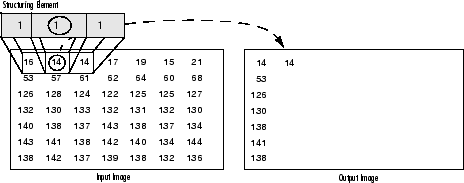 Structuring Element
1 1 1
16 14 14 17 19 15 21
53 57 61 62 64 60 68
126 128 124 122 125 125 127
132 130 133 132 131 132 130
140 138 137 143 138 137 134
143 141 138 142 140 134 144
138 142 137 139 138 132 136
Input Image
14 14
53
126
130
138
141
138
Output Image